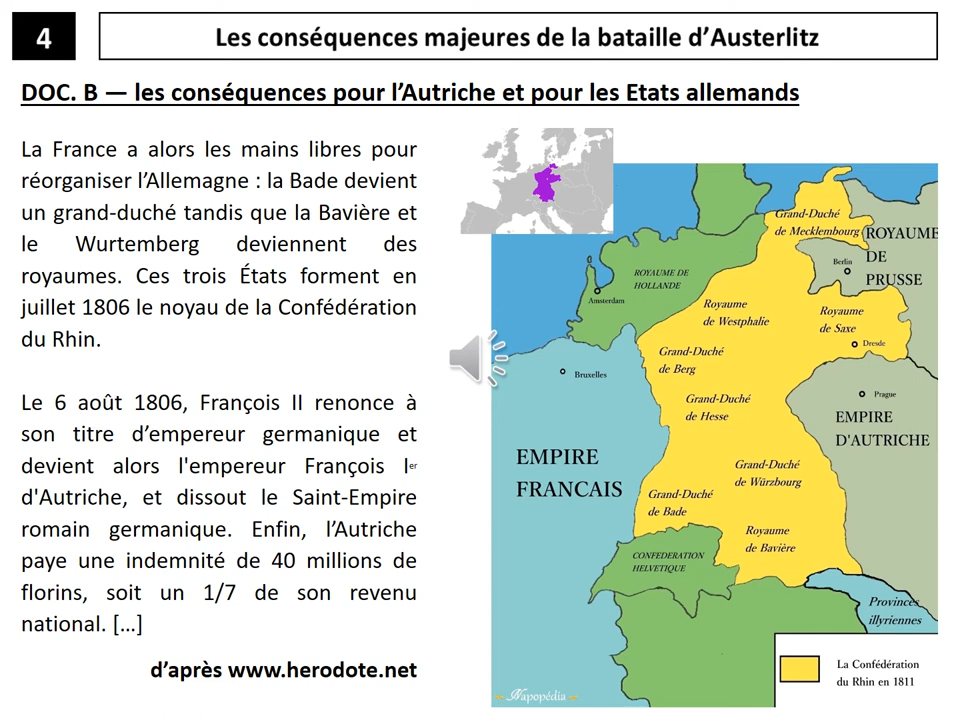 4
Les conséquences majeures de la bataille d’Austerlitz
DOC. B — les conséquences pour l’Autriche et pour les Etats allemands
La France a alors les mains libres pour
réorganiser l’Allemagne : la Bade devient
un grand-duché tandis que la Bavière et
le Wurtemberg deviennent des
royaumes. Ces trois États forment en
juillet 1806 le noyau de la Confédération
du Rhin.
Le 6 août 1806, François II renonce à
son titre d’empereur germanique et
devient alors l'empereur François Ier
d'Autriche, et dissout le Saint-Empire
romain germanique. Enfin, l’Autriche
paye une indemnité de 40 millions de
florins, soit un 1/7 de son revenu
national. […]
d’après www.herodote.net
Grand-Duché
de Mecklembourg
ROYAUME
DE
PRUSSE
Berlin
ROYAUME DE
HOLLANDE
Amsterdam
Royaume
de Westphalie
Royaume
de Saxe
Dresde
Grand-Duché
de Berg
Bruxelles
Grand-Duché
de Hesse
Prague
EMPIRE
D'AUTRICHE
EMPIRE
FRANCAIS
Grand-Duché
de Würzbourg
Grand-Duché
de Bade
Royaume
de Bavière
CONFEDERATION
HELVETIQUE
Provinces
illyriennes
La Confédération
du Rhin en 1811
Napopédia